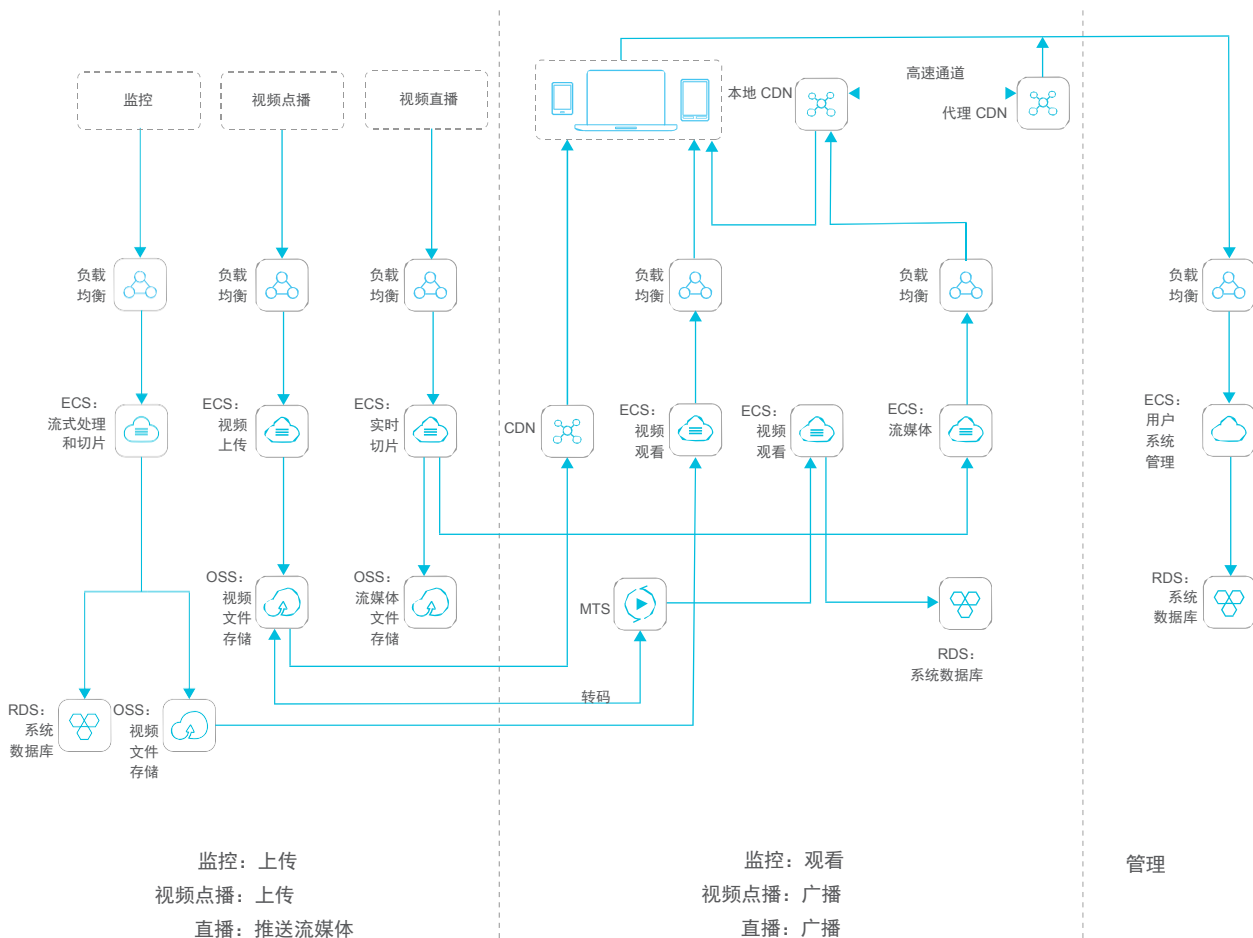 监控
视频点播
视频直播
本地 CDN
高速通道
代理 CDN
负载
均衡
负载
均衡
负载
均衡
负载
均衡
负载
均衡
负载
均衡
ECS：
流式处理
和切片
ECS：
视频
上传
ECS：
实时
切片
CDN
ECS：
视频
观看
ECS：
视频
观看
ECS：
流媒体
ECS：
用户
系统
管理
OSS：
视频
文件
存储
OSS：
流媒体
文件
存储
MTS
RDS：
系统数据库
RDS：
系统
数据库
转码
RDS：
系统
数据库
OSS：
视频
文件
存储
监控：上传
视频点播：上传
直播：推送流媒体
监控：观看
视频点播：广播
直播：广播
管理